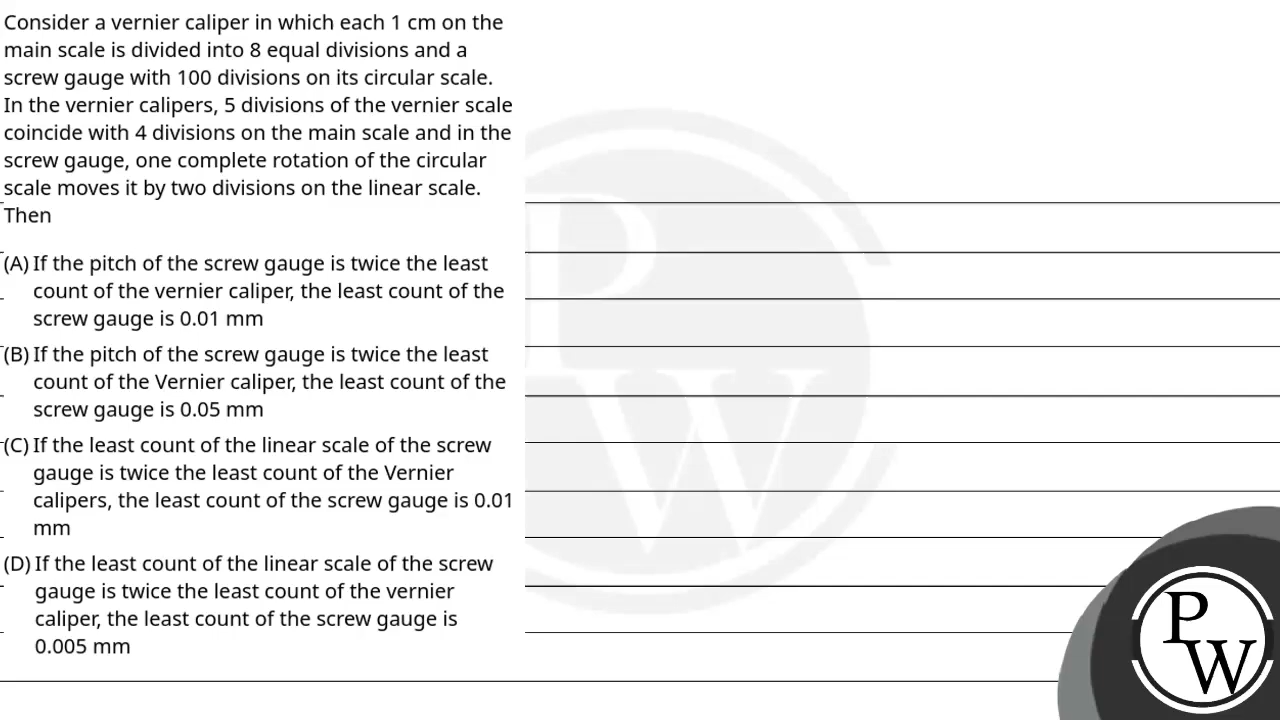 Consider a vernier caliper in which each 1 cm on the
main scale is divided into 8 equal divisions and a
screw gauge with 100 divisions on its circular scale.
In the vernier calipers, 5 divisions of the vernier scale
coincide with 4 divisions on the main scale and in the
screw gauge, one complete rotation of the circular
scale moves it by two divisions on the linear scale.
Then
(A) If the pitch of the screw gauge is twice the least
count of the vernier caliper, the least count of the
screw gauge is 0.01 mm
(B) If the pitch of the screw gauge is twice the least
count of the Vernier caliper, the least count of the
screw gauge is 0.05 mm
(C) If the least count of the linear scale of the screw
gauge is twice the least count of the Vernier
calipers, the least count of the screw gauge is 0.01
mm
(D) If the least count of the linear scale of the screw
gauge is twice the least count of the vernier
caliper, the least count of the screw gauge is
0.005 mm
PW
PW